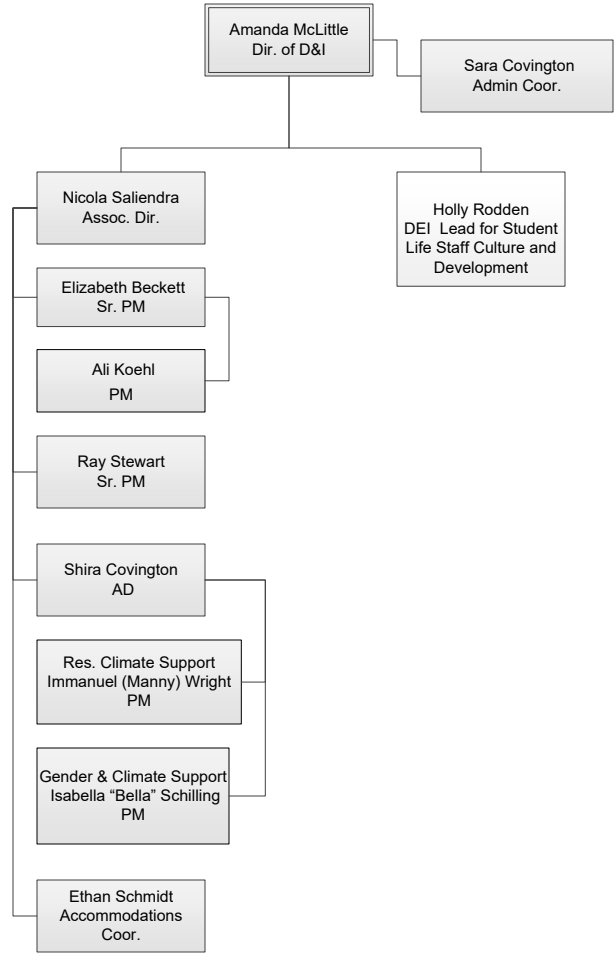 Amanda McLittle
Dir. of D&I
Sara Covington
Admin Coor.
Nicola Saliendra
Assoc. Dir.
Holly Rodden
DEI Lead for Student
Life Staff Culture and
Development
Elizabeth Beckett
Sr. PM
Ali Koehl
PM
Ray Stewart
Sr. PM
Shira Covington
AD
Res. Climate Support
Immanuel (Manny) Wright
PM
Gender & Climate Support
Isabella “Bella” Schilling
PM
Ethan Schmidt
Accommodations
Coor.